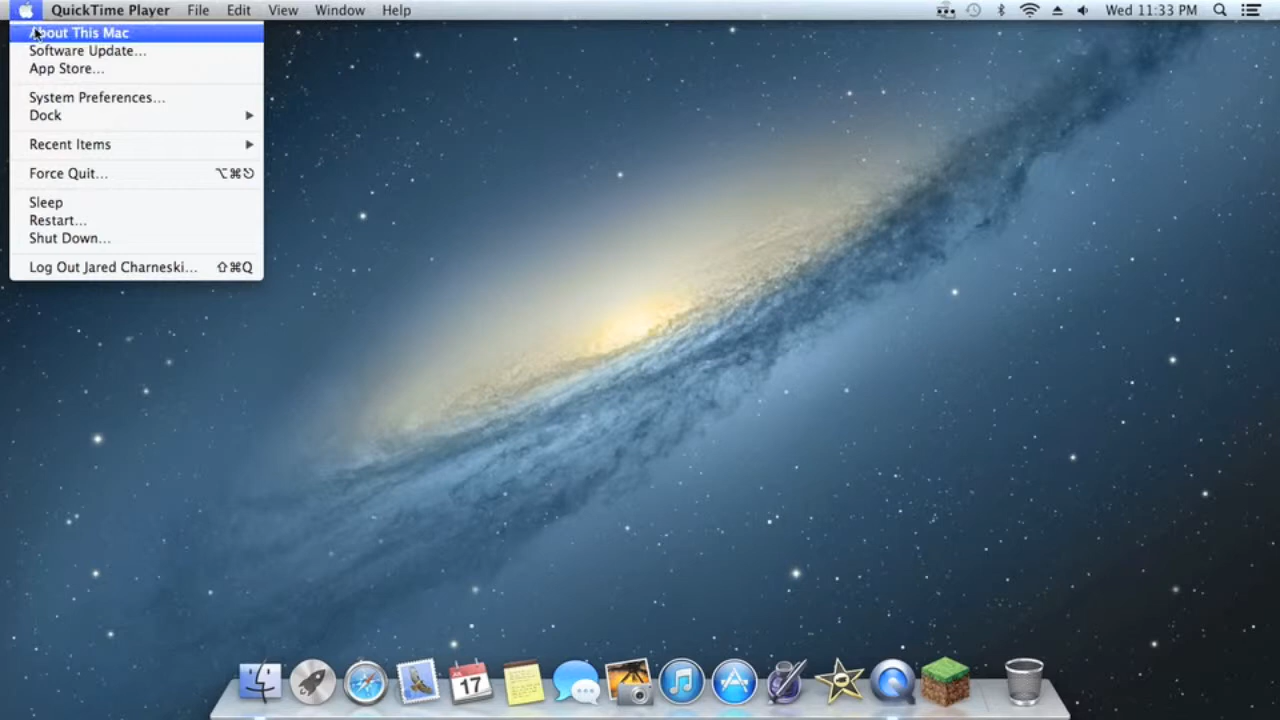 QuickTime Player File Edit View Window Help Wed 11:33 PM
About This Mac
Software Update...
App Store...
System Preferences...
Dock
Recent Items
Force Quit... ⌥⌘⎋
Sleep
Restart...
Shut Down...
Log Out Jared Charneski... ⇧⌘Q
17